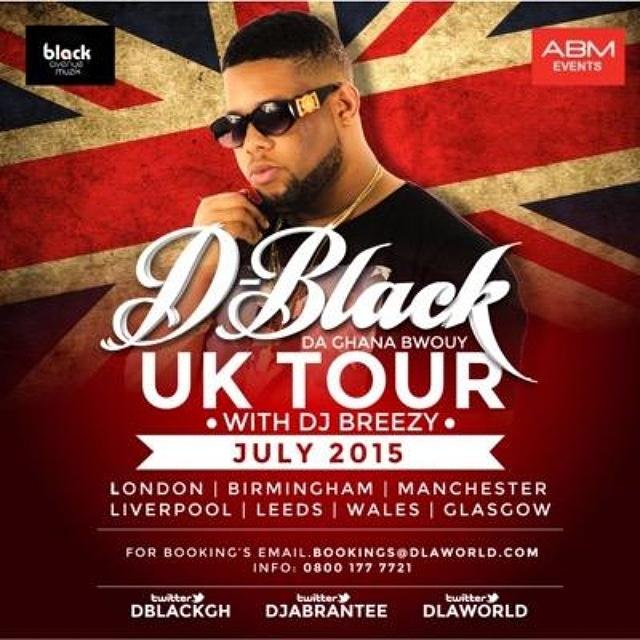 black
avenue
muzik
ABM
EVENTS
D-Black
DA GHANA BWOUY
UK TOUR
• WITH DJ BREEZY •
JULY 2015
LONDON | BIRMINGHAM | MANCHESTER
LIVERPOOL | LEEDS | WALES | GLASGOW
FOR BOOKING'S EMAIL.BOOKINGS@DLAWORLD.COM
INFO: 0800 177 7721
twitter twitter twitter
DBLACKGH DJABRANTEE DLAWORLD